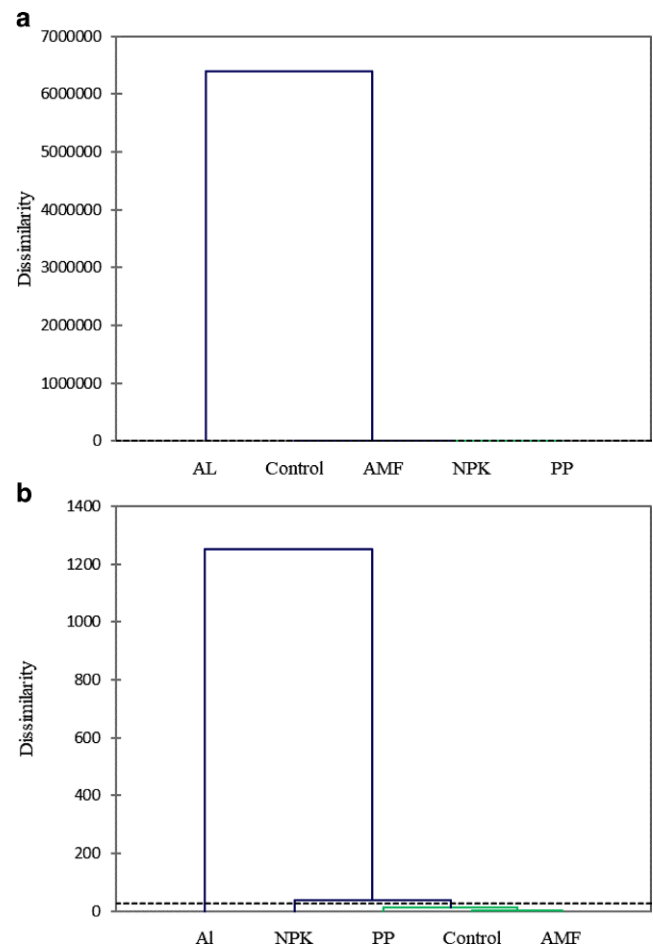 a
7000000
6000000
5000000
4000000
3000000
2000000
1000000
0
Dissimilarity
AL Control AMF NPK PP
b
1400
1200
1000
800
600
400
200
0
Dissimilarity
Al NPK PP Control AMF